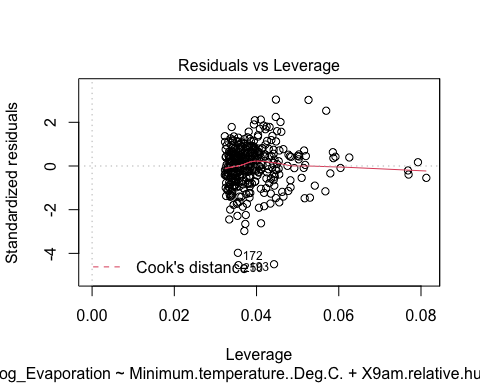 Residuals vs Leverage
Standardized residuals
2
0
-2
-4
172
193
Cook's distance
0.00 0.02 0.04 0.06 0.08
Leverage
og_Evaporation ~ Minimum.temperature..Deg.C. + X9am.relative.hu